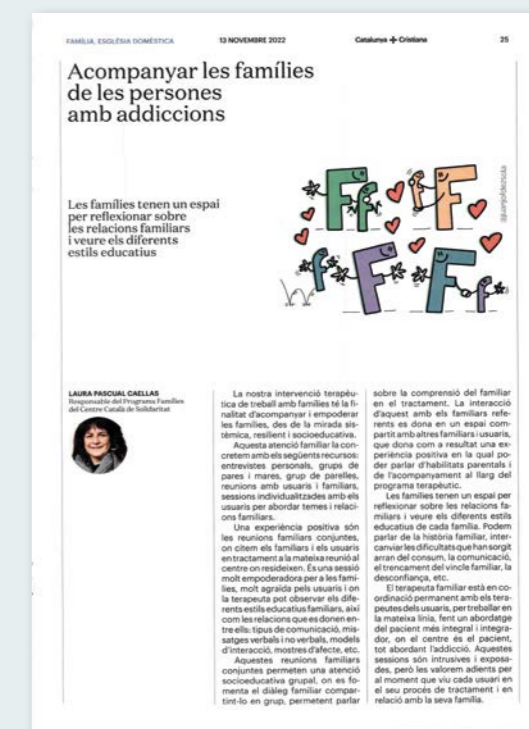 FAMÍLIA, ESGLÉSIA DOMÈSTICA
13 NOVEMBRE 2022
Catalunya Cristiana
25
Acompanyar les famílies
de les persones
amb addiccions
Les famílies tenen un espai
per reflexionar sobre
les relacions familiars
i veure els diferents
estils educatius
F F F F
F F F F
LAURA PASCUAL CAELLAS
Responsable del Programa Famílies
del Centre Català de Solidaritat
La nostra intervenció terapèu-
tica de treball amb famílies té la fi-
nalitat d'acompanyar i empoderar
les famílies, des de la mirada sis-
tèmica, resilient i socioeducativa.
Aquesta atenció familiar la con-
cretem amb els següents recursos:
entrevistes personals, grups de
pares i mares, grup de parelles,
reunions amb usuaris i familiars,
sessions individualitzades amb els
usuaris per abordar temes i relaci-
ons familiars.
Una experiència positiva són
les reunions familiars conjuntes,
on citem els familiars i els usuaris
en tractament a la mateixa reunió al
centre on resideixen. És una sessió
molt empoderadora per a les famí-
lies, molt agraïda pels usuaris i on
la terapeuta pot observar els dife-
rents estils educatius familiars, així
com les relacions que es donen en-
tre ells: tipus de comunicació, mis-
satges verbals i no verbals, models
d'interacció, mostres d'afecte, etc.
Aquestes reunions familiars
conjuntes permeten una atenció
socioeducativa grupal, on es fo-
menta el diàleg familiar compar-
tint-lo en grup, permetent parlar
sobre la comprensió del familiar
en el tractament. La interacció
d'aquest amb els familiars refe-
rents es dona en un espai com-
partit amb altres familiars i usuaris,
que dona com a resultat una ex-
periència positiva en la qual po-
der parlar d'habilitats parentals i
de l'acompanyament al llarg del
programa terapèutic.
Les famílies tenen un espai per
reflexionar sobre les relacions fa-
miliars i veure els diferents estils
educatius de cada família. Podem
parlar de la història familiar, inter-
canviar les dificultats que han sorgit
arran del consum, la comunicació,
el trencament del vincle familiar, la
desconfiança, etc.
El terapeuta familiar està en co-
ordinació permanent amb els tera-
peutes dels usuaris, per treballar en
la mateixa línia, fent un abordatge
del pacient més integral i integra-
dor, on el centre és el pacient,
tot abordant l'addicció. Aquestes
sessions són intrusives i exposa-
des, però les valorem adients per
al moment que viu cada usuari en
el seu procés de tractament i en
relació amb la seva família.